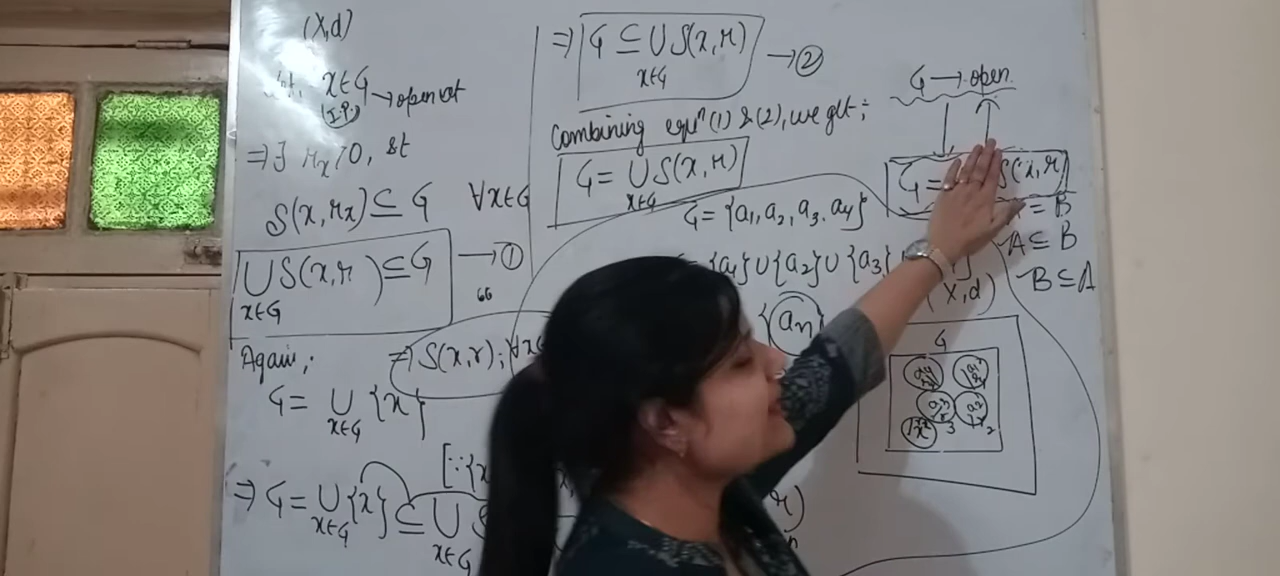 (X,d)
x∈G → open set
(I.P.)
⇒ ∃ r_x > 0, st
S(x, r_x) ⊆ G ∀x∈G
∪ S(x, r) ⊆ G → ①
x∈G
Again;
G = ∪ {x}
x∈G
⇒ G = ∪ {x} ⊆ ∪ S
x∈G x∈G
⇒ S(x, r); ∀x∈
[∵ {x
⇒ G ⊆ ∪ S(x, r) → ②
x∈G
Combining eqⁿ (1) & (2), we get;
G = ∪ S(x, r)
x∈G
G = {a₁, a₂, a₃, a₄}
{a₁} ∪ {a₂} ∪ {a₃}
{aₙ}
G → open.
G = S(x, r)
= B
A ⊆ B
B ⊆ A
(X, d)
G